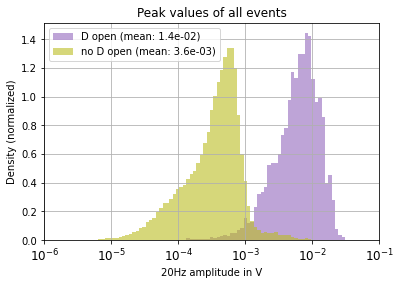 Peak values of all events
D open (mean: 1.4e-02)
no D open (mean: 3.6e-03)
Density (normalized)
1.4
1.2
1.0
0.8
0.6
0.4
0.2
0.0
10⁻⁶ 10⁻⁵ 10⁻⁴ 10⁻³ 10⁻² 10⁻¹
20Hz amplitude in V